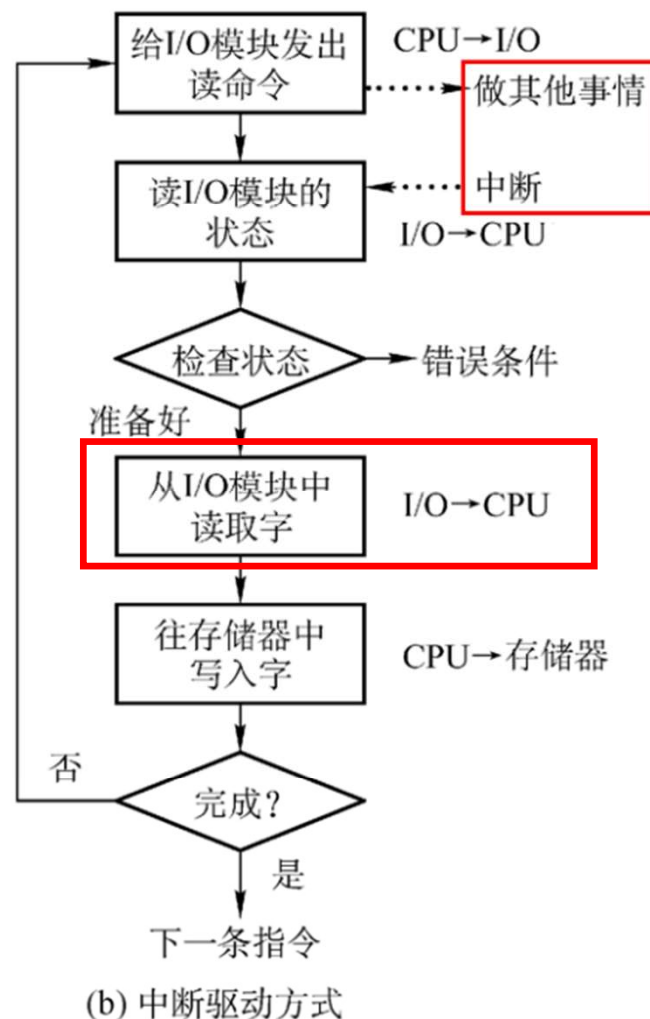 给I/O模块发出
读命令
CPU→I/O
做其他事情
读I/O模块的
状态
中断
I/O→CPU
检查状态
错误条件
准备好
从I/O模块中
读取字
I/O→CPU
往存储器中
写入字
CPU→存储器
否
完成?
是
下一条指令
(b) 中断驱动方式